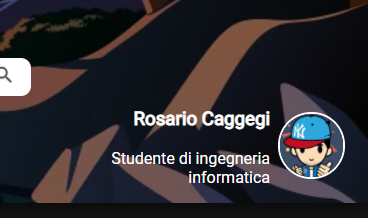 Rosario Caggegi
Studente di ingegneria
informatica